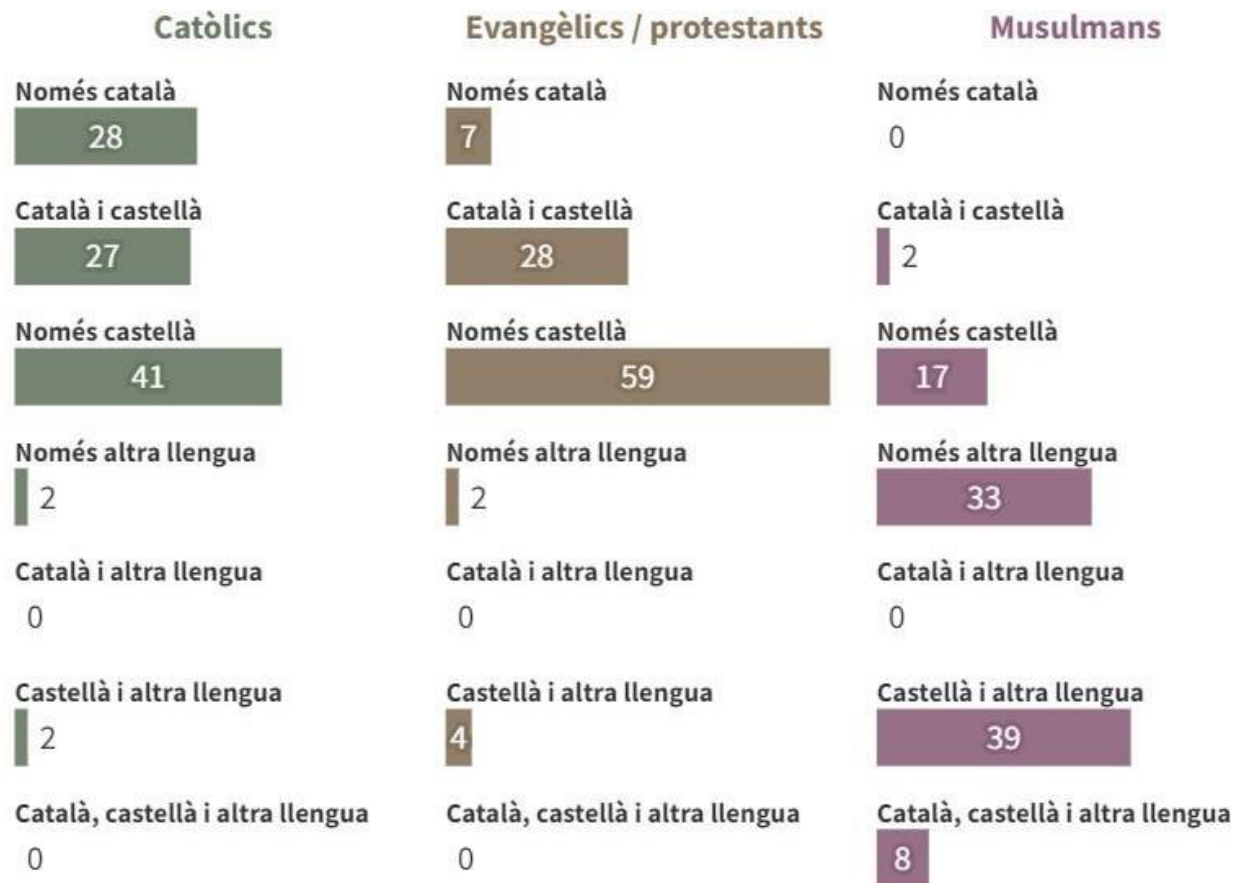 Catòlics
Evangèlics / protestants
Musulmans
Només català
28
Català i castellà
27
Només castellà
41
Només altra llengua
2
Català i altra llengua
0
Castellà i altra llengua
2
Català, castellà i altra llengua
0
Només català
7
Català i castellà
28
Només castellà
59
Només altra llengua
2
Català i altra llengua
0
Castellà i altra llengua
4
Català, castellà i altra llengua
0
Només català
0
Català i castellà
2
Només castellà
17
Només altra llengua
33
Català i altra llengua
0
Castellà i altra llengua
39
Català, castellà i altra llengua
8